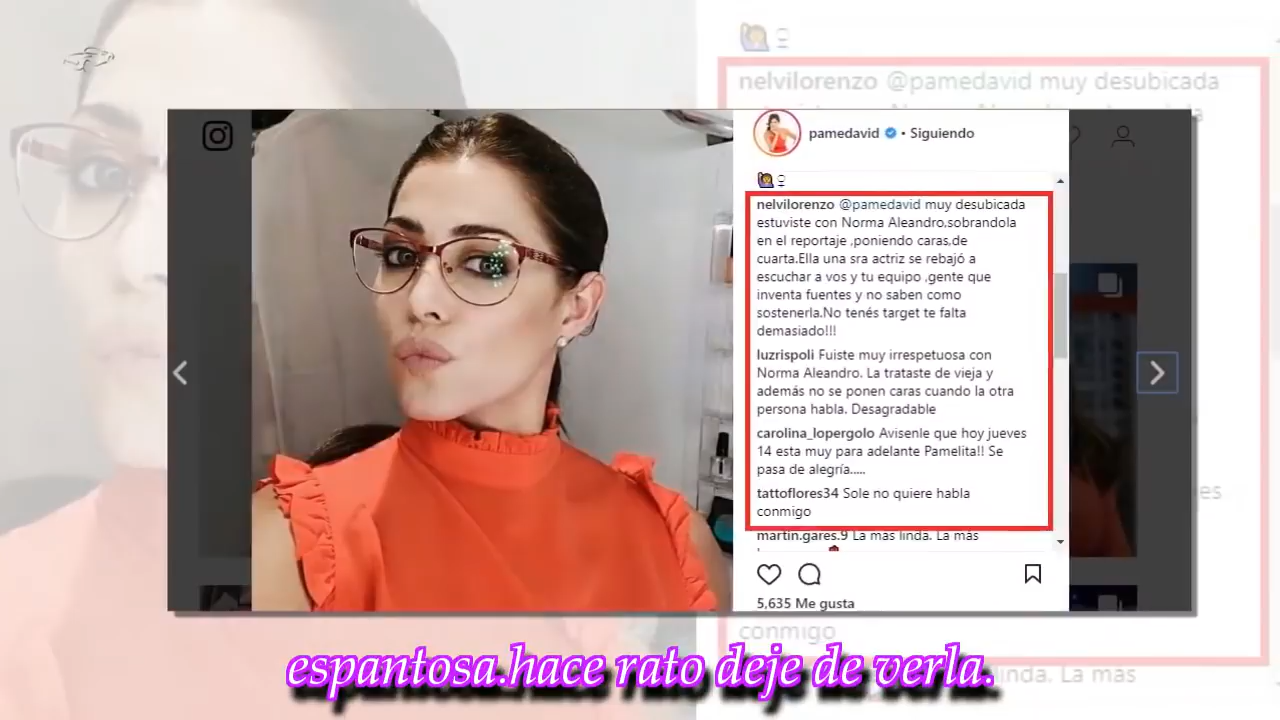 nelvilorenzo @pamedavid muy desubicada
pamedavid • Siguiendo
nelvilorenzo @pamedavid muy desubicada
estuviste con Norma Aleandro,sobrandola
en el reportaje ,poniendo caras,de
cuarta.Ella una sra actriz se rebajó a
escuchar a vos y tu equipo ,gente que
inventa fuentes y no saben como
sostenerla.No tenés target te falta
demasiado!!!
luzrispoli Fuiste muy irrespetuosa con
Norma Aleandro. La trataste de vieja y
además no se ponen caras cuando la otra
persona habla. Desagradable
carolina_lopergolo Avisenle que hoy jueves
14 esta muy para adelante Pamelita!! Se
pasa de alegría.....
tattoflores34 Sole no quiere habla
conmigo
martin.gares.9 La mas linda. La mas
5,635 Me gusta
conmigo
linda. La mas
espantosa.hace rato deje de verla.